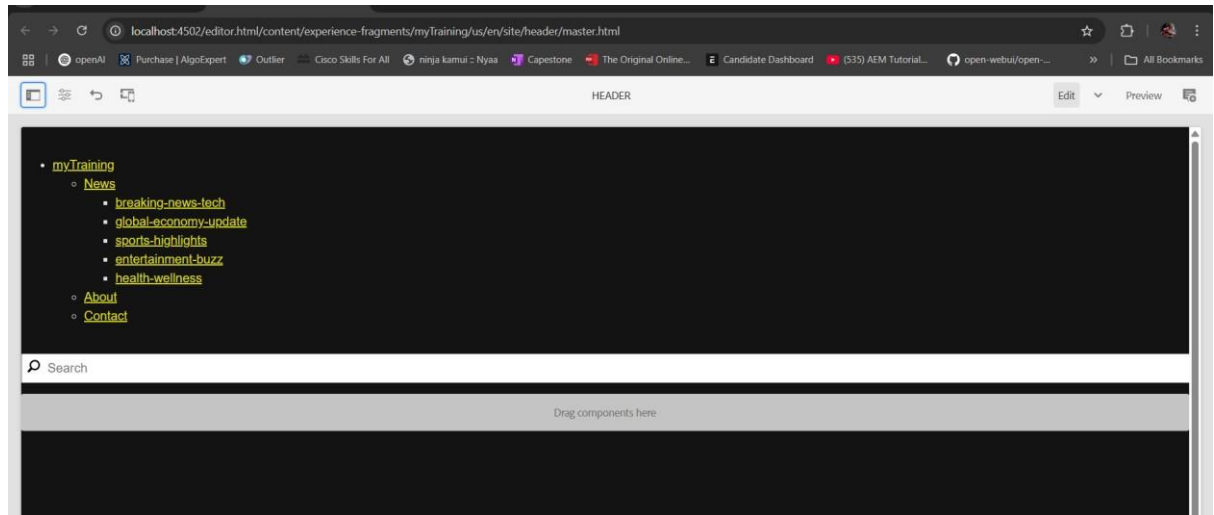 localhost:4502/editor.html/content/experience-fragments/myTraining/us/en/site/header/master.html
openAI Purchase | AlgoExpert Outlier Cisco Skills For All ninja kamui :: Nyaa Capestone The Original Online... Candidate Dashboard (535) AEM Tutorial... open-webui/open-... » All Bookmarks
HEADER Edit Preview
myTraining
News
breaking-news-tech
global-economy-update
sports-highlights
entertainment-buzz
health-wellness
About
Contact
Search
Drag components here